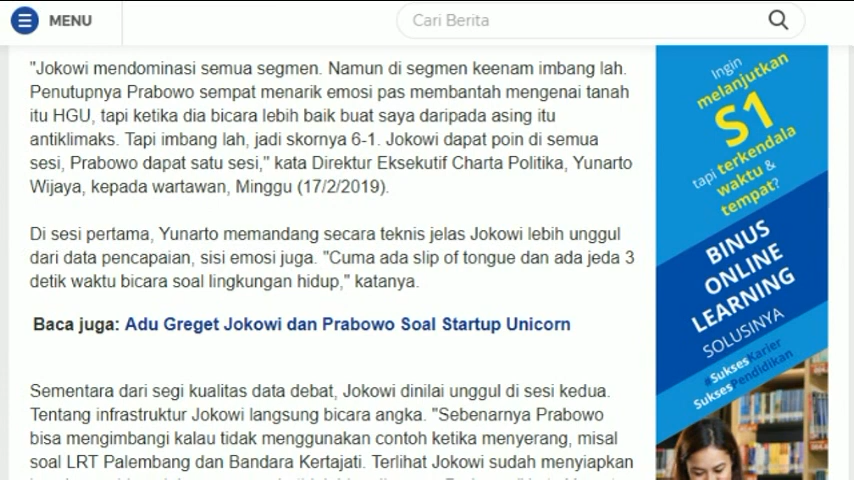 MENU
Cari Berita
"Jokowi mendominasi semua segmen. Namun di segmen keenam imbang lah.
Penutupnya Prabowo sempat menarik emosi pas membantah mengenai tanah
itu HGU, tapi ketika dia bicara lebih baik buat saya daripada asing itu
antiklimaks. Tapi imbang lah, jadi skornya 6-1. Jokowi dapat poin di semua
sesi, Prabowo dapat satu sesi," kata Direktur Eksekutif Charta Politika, Yunarto
Wijaya, kepada wartawan, Minggu (17/2/2019).
Di sesi pertama, Yunarto memandang secara teknis jelas Jokowi lebih unggul
dari data pencapaian, sisi emosi juga. "Cuma ada slip of tongue dan ada jeda 3
detik waktu bicara soal lingkungan hidup," katanya.
Baca juga: Adu Greget Jokowi dan Prabowo Soal Startup Unicorn
Sementara dari segi kualitas data debat, Jokowi dinilai unggul di sesi kedua.
Tentang infrastruktur Jokowi langsung bicara angka. "Sebenarnya Prabowo
bisa mengimbangi kalau tidak menggunakan contoh ketika menyerang, misal
soal LRT Palembang dan Bandara Kertajati. Terlihat Jokowi sudah menyiapkan
Ingin
melanjutkan
S1
tapi terkendala
waktu &
tempat?
BINUS
ONLINE
LEARNING
SOLUSINYA
#SuksesKarier
SuksesPendidikan